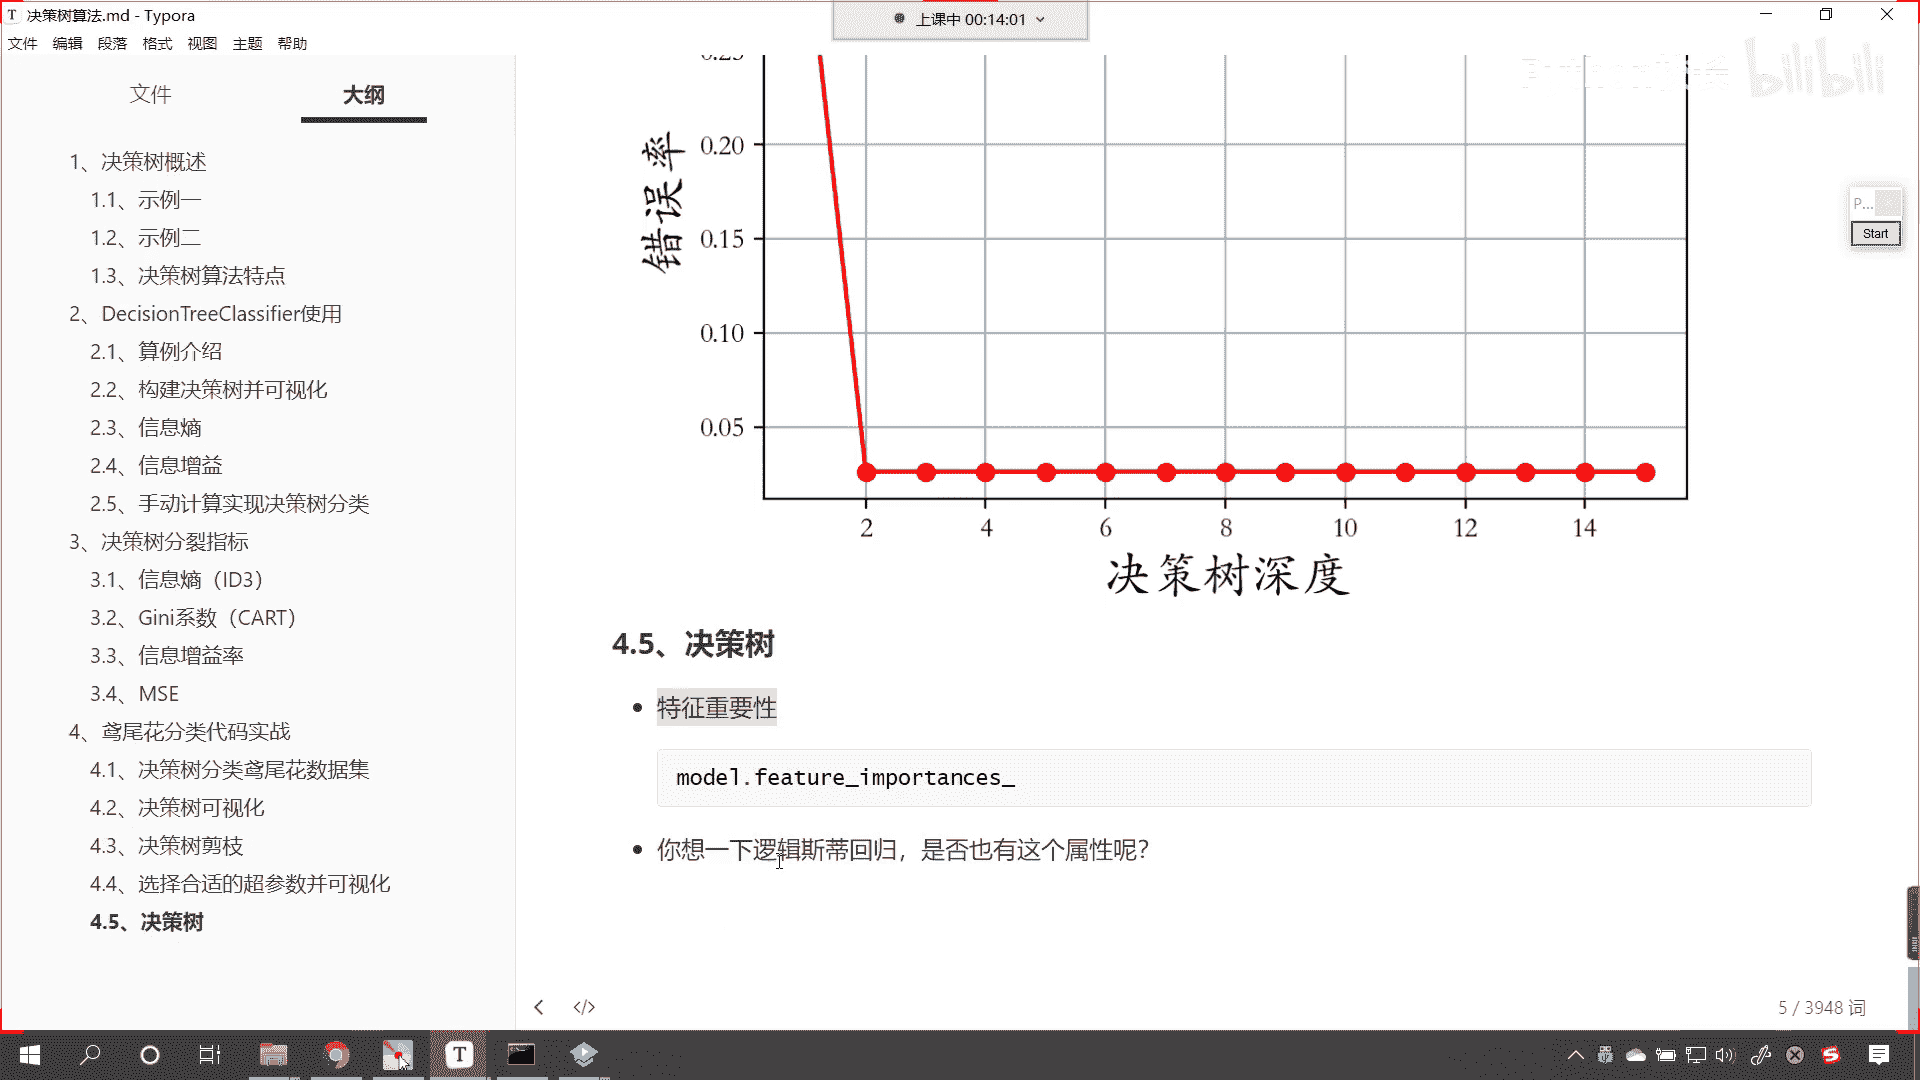 决策树算法.md - Typora
上课中 00:14:01
文件 编辑 段落 格式 视图 主题 帮助
bilibili
文件 大纲
1、决策树概述
1.1、示例一
1.2、示例二
1.3、决策树算法特点
2、DecisionTreeClassifier使用
2.1、算例介绍
2.2、构建决策树并可视化
2.3、信息熵
2.4、信息增益
2.5、手动计算实现决策树分类
3、决策树分裂指标
3.1、信息熵（ID3）
3.2、Gini系数（CART）
3.3、信息增益率
3.4、MSE
4、鸢尾花分类代码实战
4.1、决策树分类鸢尾花数据集
4.2、决策树可视化
4.3、决策树剪枝
4.4、选择合适的超参数并可视化
4.5、决策树
错误率
0.20
0.15
0.10
0.05
2 4 6 8 10 12 14
决策树深度
4.5、决策树
特征重要性
model.feature_importances_
你想一下逻辑斯蒂回归，是否也有这个属性呢？
P...
Start
5 / 3948 词